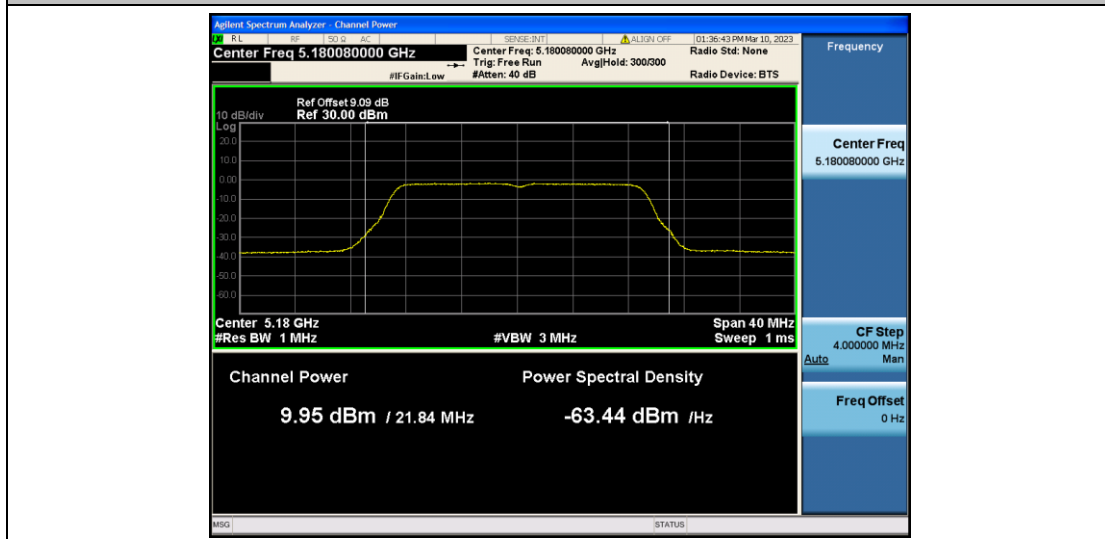 Agilent Spectrum Analyzer - Channel Power
RL RF 50 Ω AC SENSE:INT ALIGN OFF 01:36:43 PM Mar 10, 2023
Center Freq 5.180080000 GHz
Center Freq: 5.180080000 GHz
Radio Std: None
Trig: Free Run Avg|Hold: 300/300
#IFGain:Low #Atten: 40 dB Radio Device: BTS
Ref Offset 9.09 dB
10 dB/div Ref 30.00 dBm
Log
20.0
10.0
0.00
-10.0
-20.0
-30.0
-40.0
-50.0
-60.0
Center 5.18 GHz Span 40 MHz
#Res BW 1 MHz #VBW 3 MHz Sweep 1 ms
Channel Power Power Spectral Density
9.95 dBm / 21.84 MHz -63.44 dBm /Hz
MSG STATUS
Frequency
Center Freq
5.180080000 GHz
CF Step
4.000000 MHz
Auto Man
Freq Offset
0 Hz